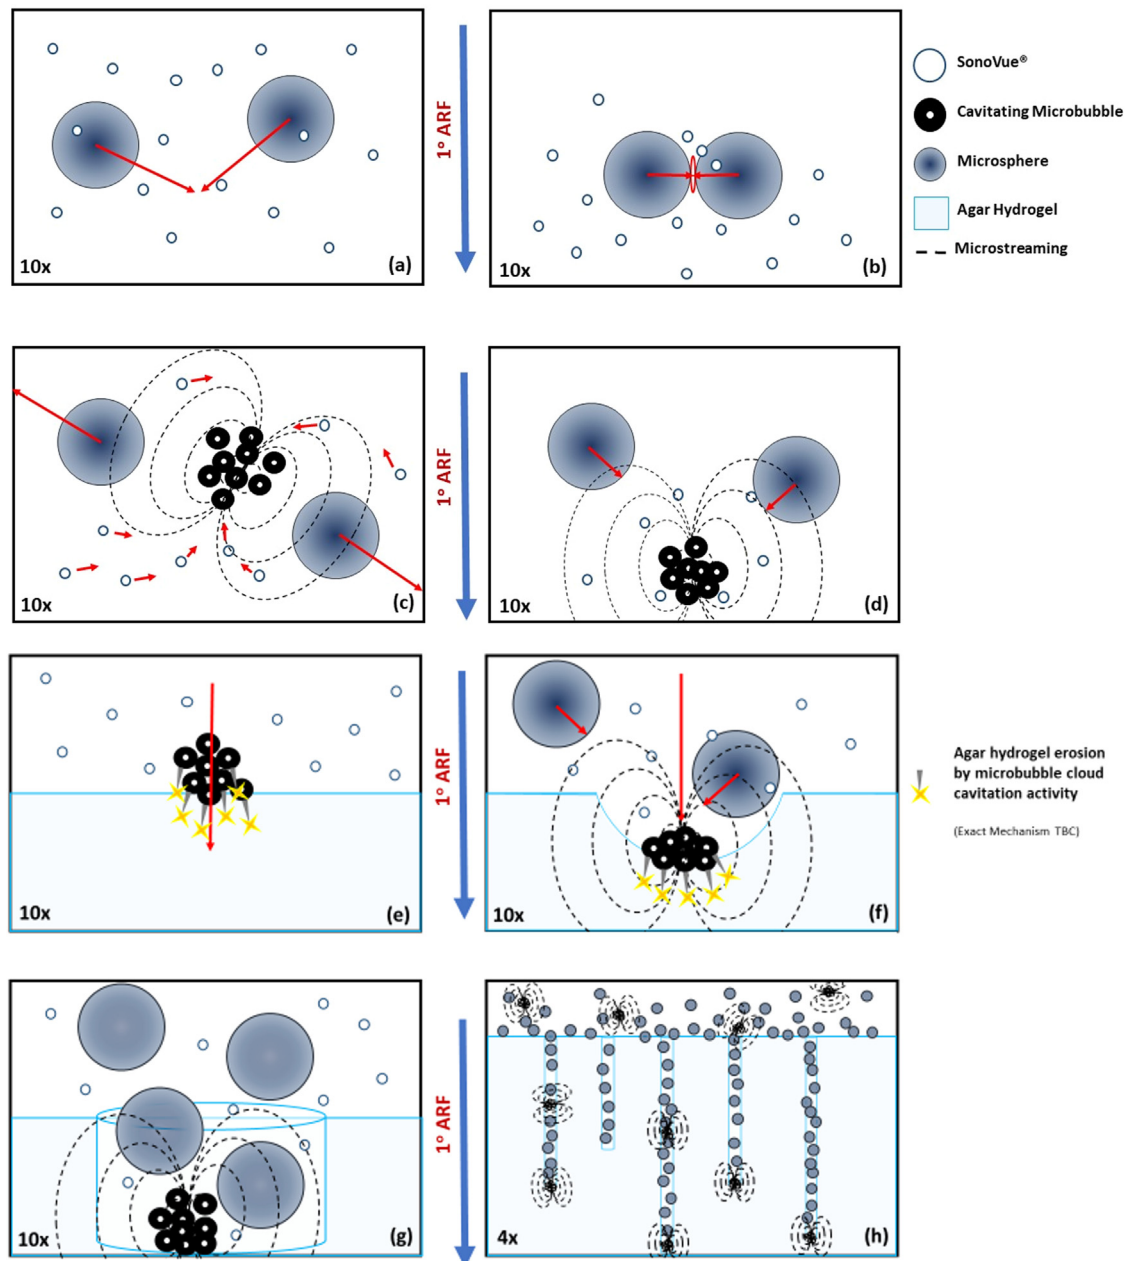 10x
(a)
1° ARF
10x
(b)
SonoVue®
Cavitating Microbubble
Microsphere
Agar Hydrogel
Microstreaming
10x
(c)
1° ARF
10x
(d)
10x
(e)
1° ARF
10x
(f)
Agar hydrogel erosion
by microbubble cloud
cavitation activity
(Exact Mechanism TBC)
10x
(g)
1° ARF
4x
(h)